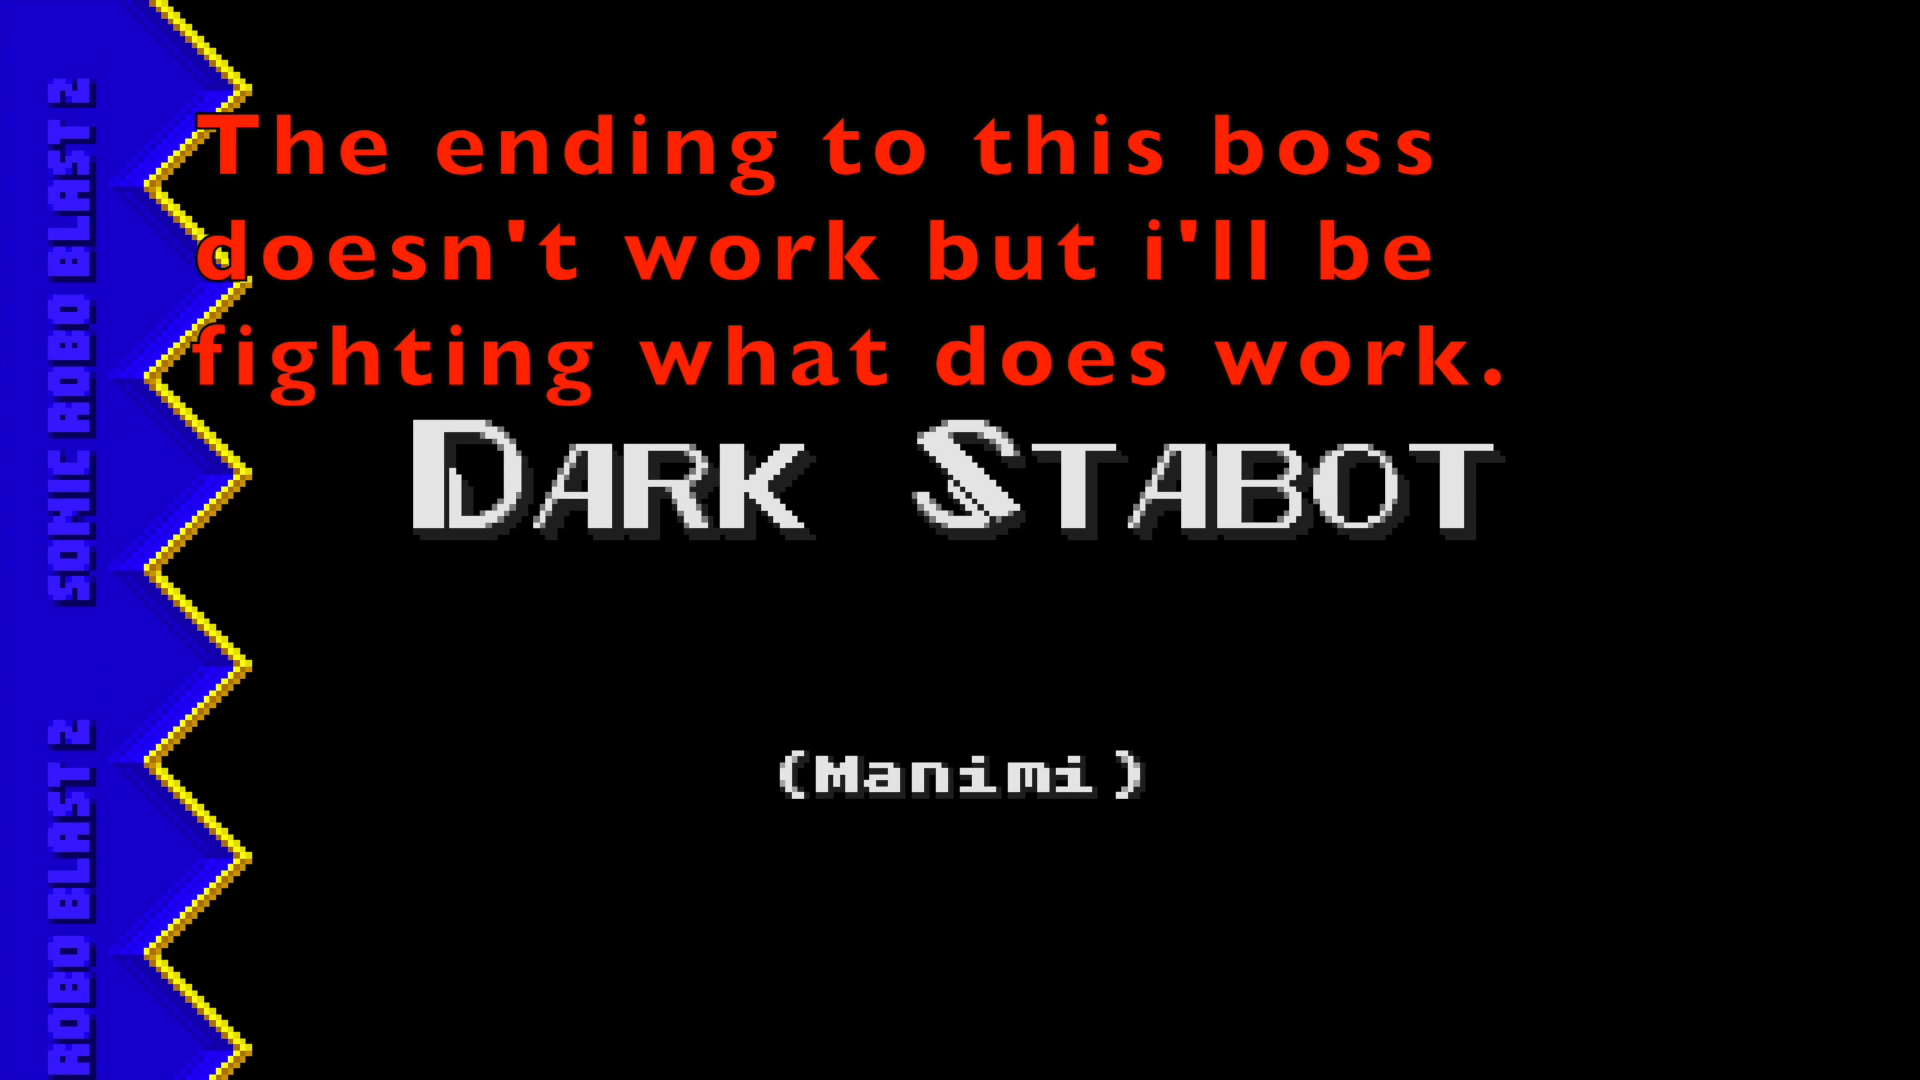 SONIC ROBO BLAST 2
ROBO BLAST 2
The ending to this boss
doesn't work but i'll be
fighting what does work.
DARK STABOT
(Manimi)